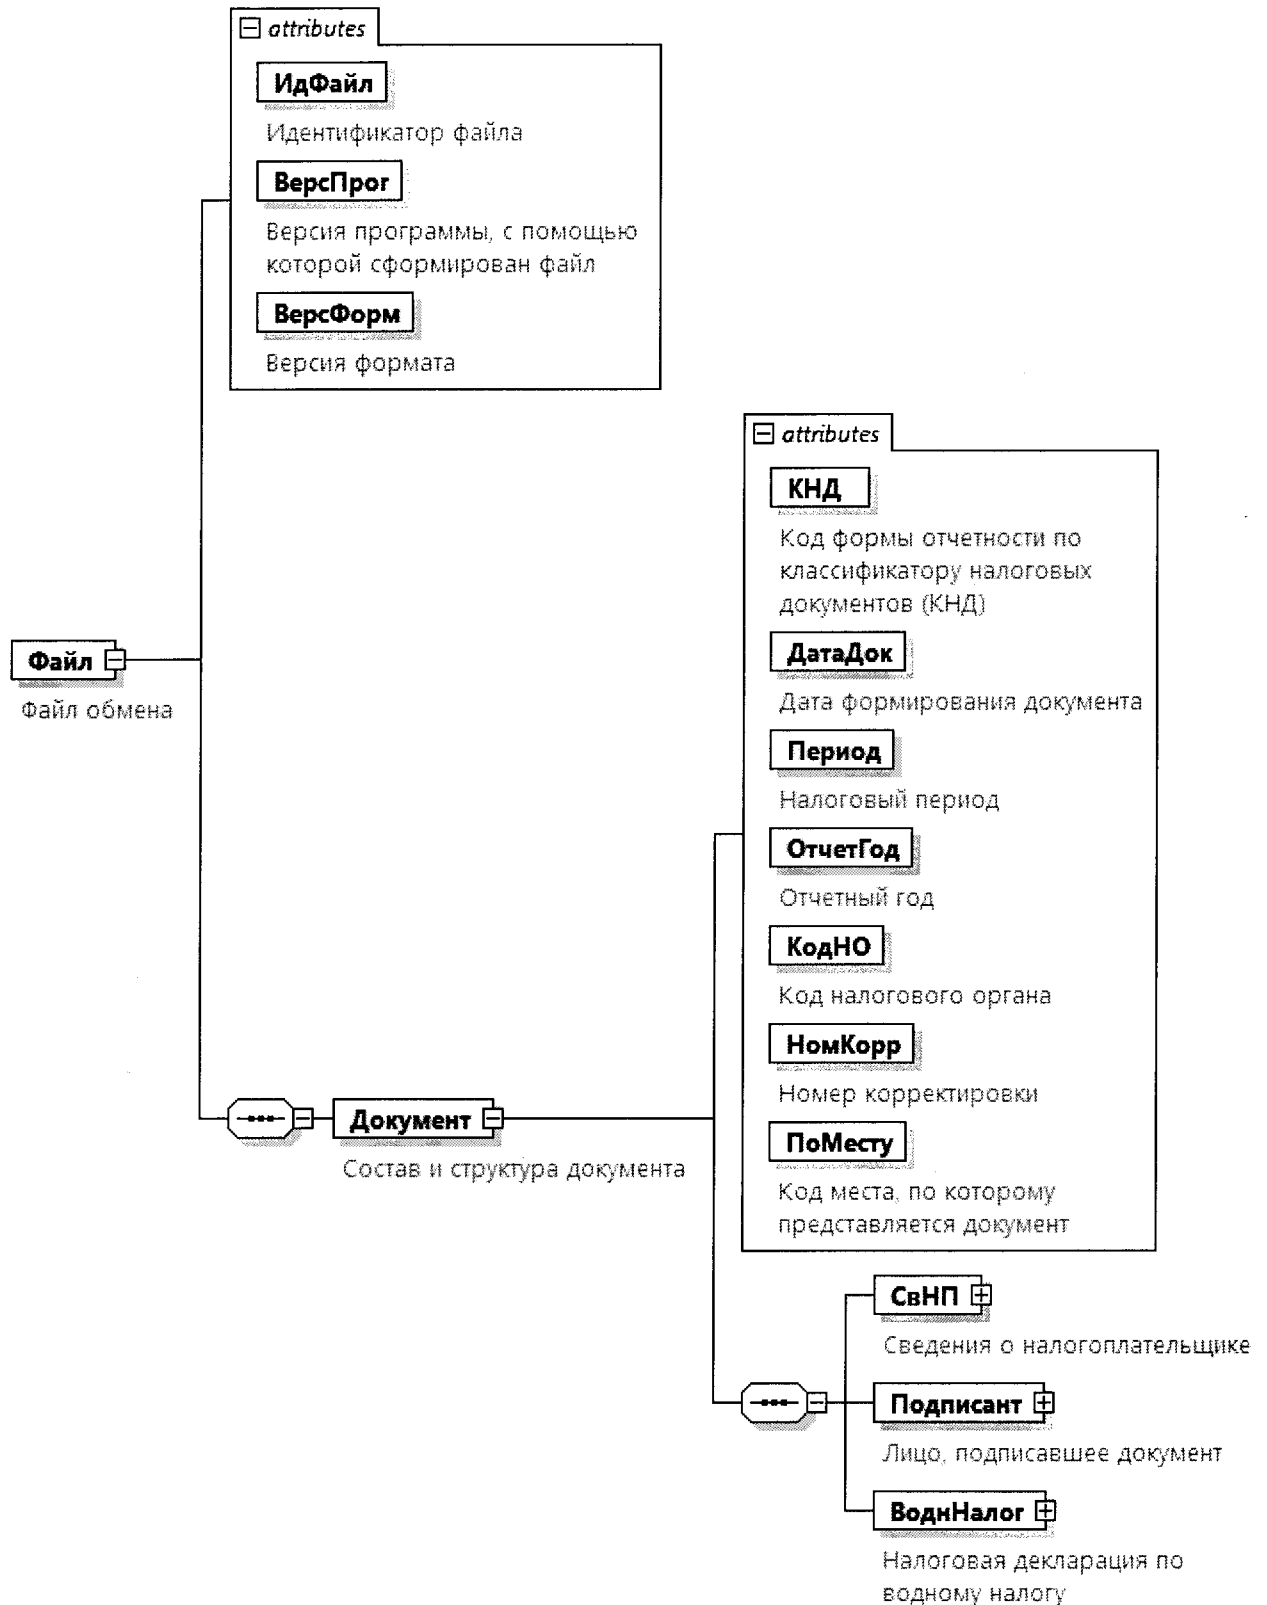 attributes
ИдФайл
Идентификатор файла
ВерсПрог
Версия программы, с помощью
которой сформирован файл
ВерсФорм
Версия формата
attributes
КНД
Код формы отчетности по
классификатору налоговых
документов (КНД)
ДатаДок
Дата формирования документа
Период
Налоговый период
ОтчетГод
Отчетный год
КодНО
Код налогового органа
НомКорр
Номер корректировки
ПоМесту
Код места, по которому
представляется документ
Файл
Файл обмена
Документ
Состав и структура документа
СвНП
Сведения о налогоплательщике
Подписант
Лицо, подписавшее документ
ВоднНалог
Налоговая декларация по
водному налогу